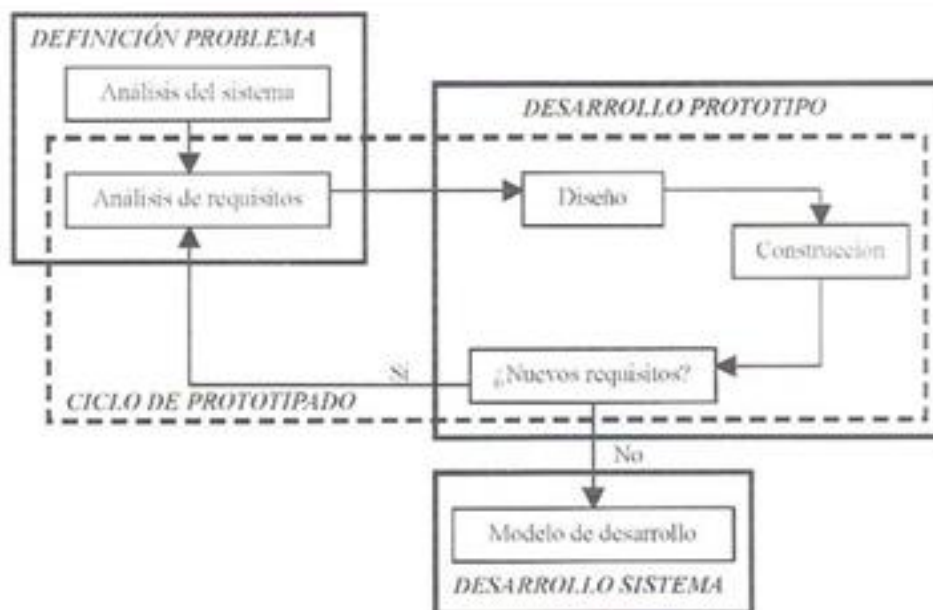 DEFINICIÓN PROBLEMA
Análisis del sistema
DESARROLLO PROTOTIPO
Análisis de requisitos
Diseño
Construccion
¿Nuevos requisitos?
Sí
CICLO DE PROTOTIPADO
No
Modelo de desarrollo
DESARROLLO SISTEMA